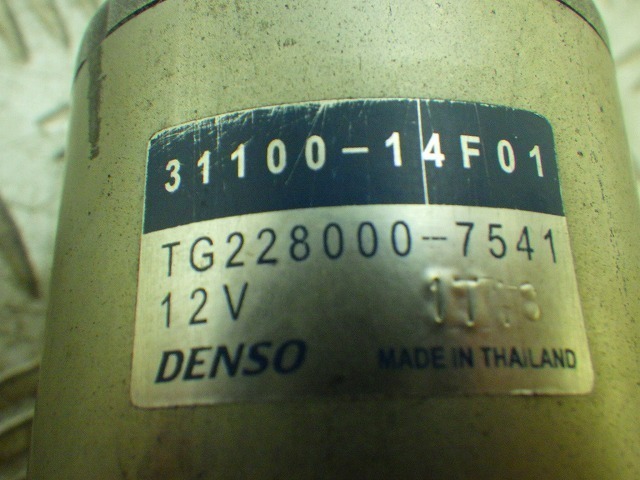 31100-14F01
TG228000-7541
12V
DENSO MADE IN THAILAND